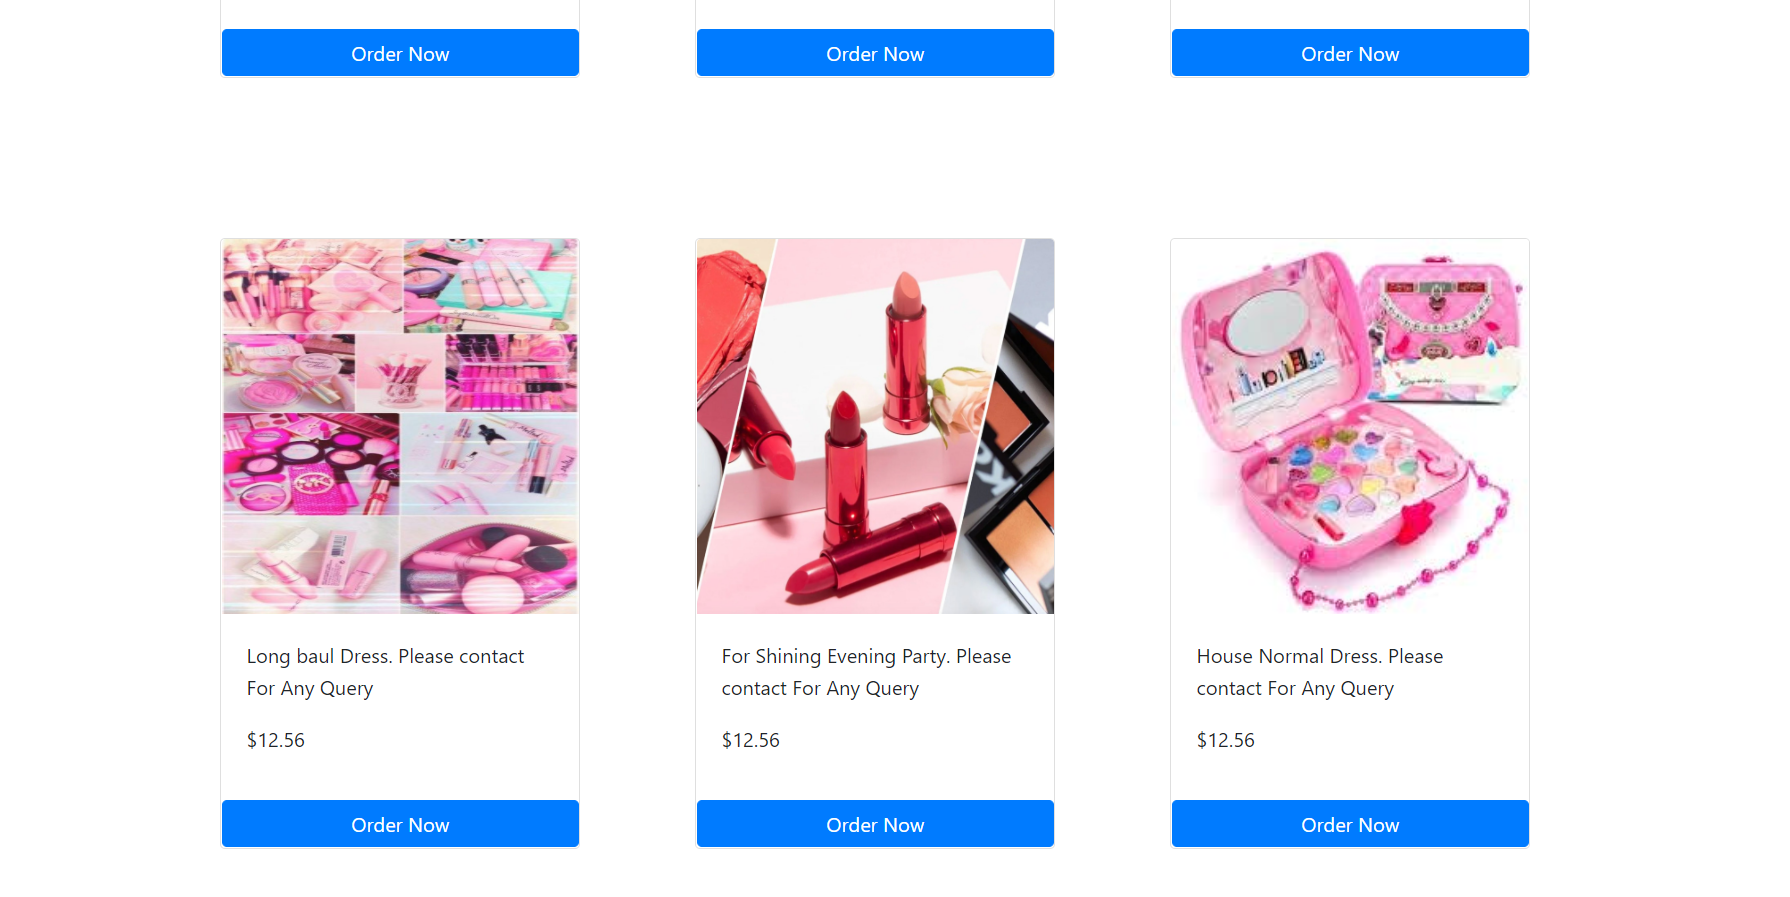 Order Now
Order Now
Order Now
Long baul Dress. Please contact
For Any Query
$12.56
Order Now
For Shining Evening Party. Please
contact For Any Query
$12.56
Order Now
House Normal Dress. Please
contact For Any Query
$12.56
Order Now